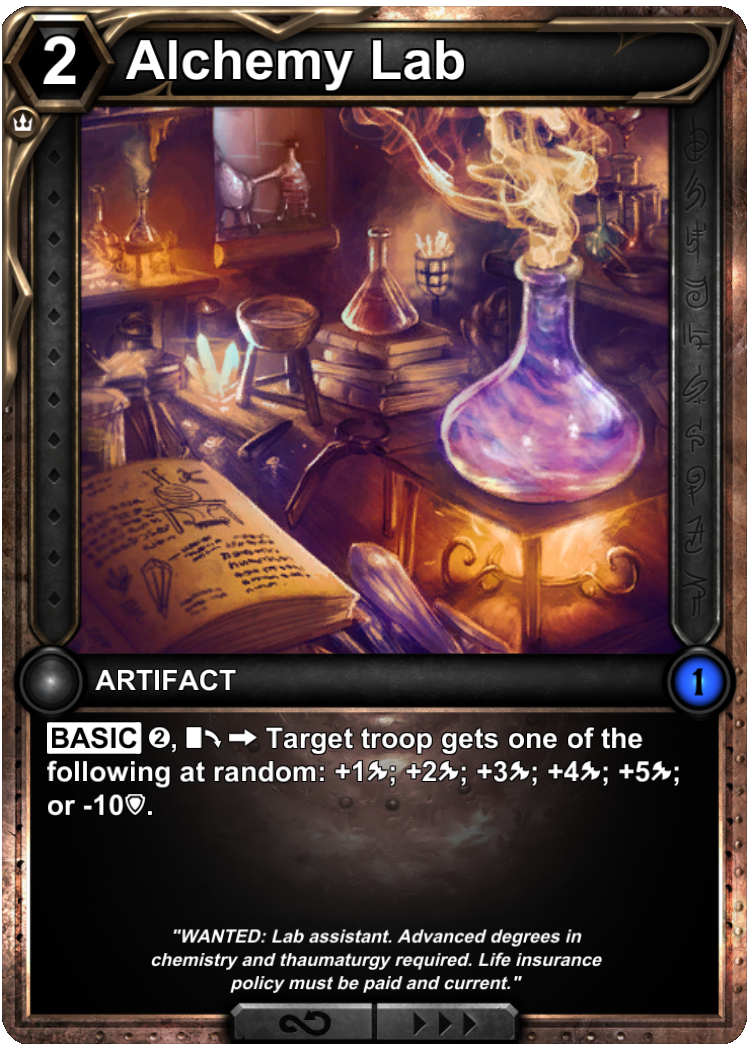 2 Alchemy Lab
ARTIFACT 1
BASIC 2, → Target troop gets one of the
following at random: +1; +2; +3; +4; +5;
or -10.
"WANTED: Lab assistant. Advanced degrees in
chemistry and thaumaturgy required. Life insurance
policy must be paid and current."